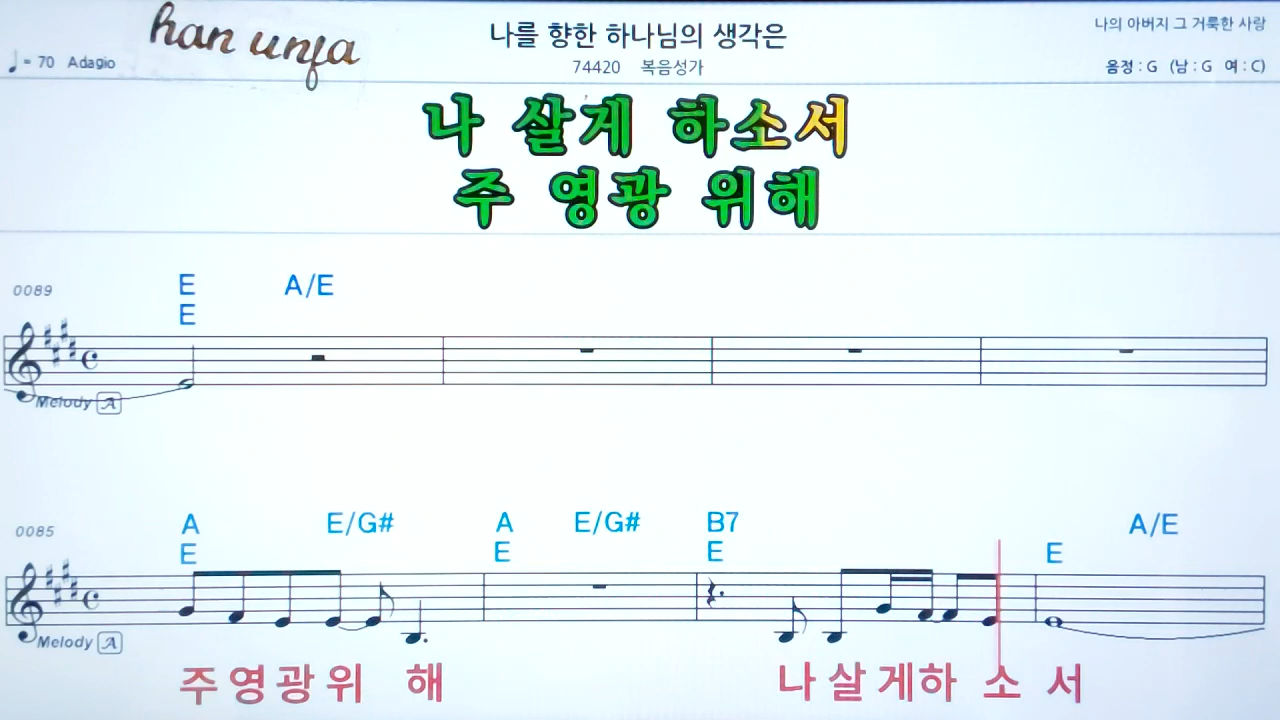 han unja
나를 향한 하나님의 생각은
나의 아버지 그 거룩한 사랑
♩= 70 Adagio
74420 복음성가
음정 : G (남 : G 여 : C)
나 살게 하소서
주 영광 위해
0089
E A/E
E
Melody A
0085
A E/G# A E/G# B7 A/E
E E E E
Melody A
주영광위 해 나살게하 소 서